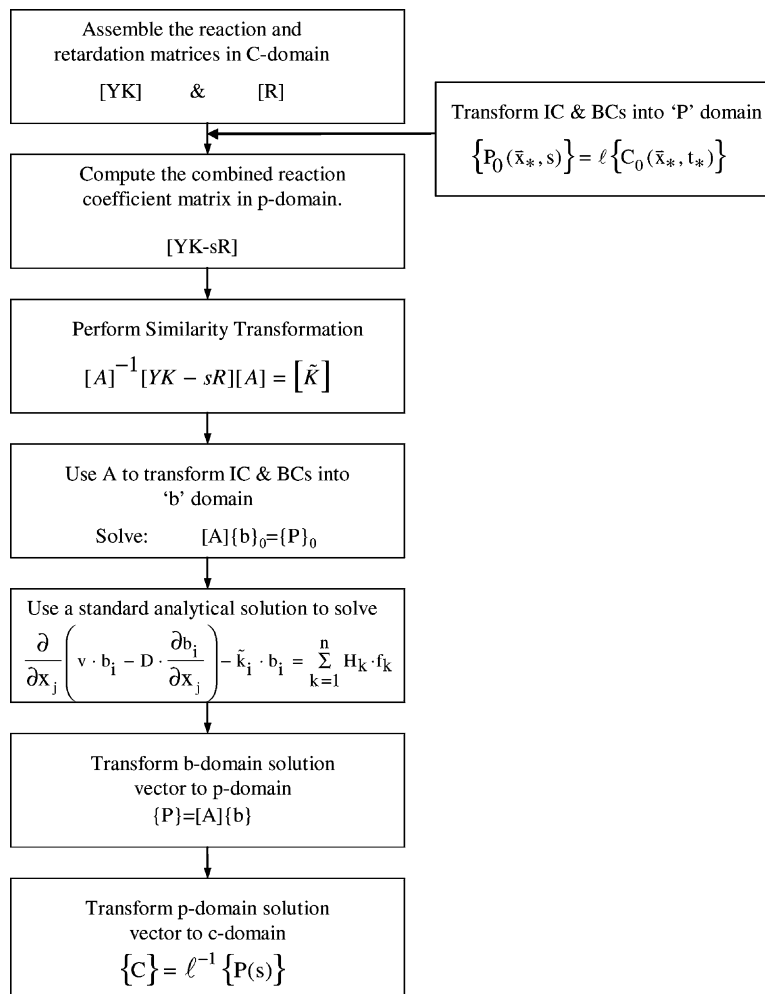 Assemble the reaction and
retardation matrices in C-domain
[YK] & [R]
Transform IC & BCs into ‘P’ domain
{P₀(x̄*, s)} = ℓ{C₀(x̄*, t*)}
Compute the combined reaction
coefficient matrix in p-domain.
[YK-sR]
Perform Similarity Transformation
[A]⁻¹[YK − sR][A] = [K̃]
Use A to transform IC & BCs into
‘b’ domain
Solve: [A]{b}₀={P}₀
Use a standard analytical solution to solve
∂/∂xⱼ (v · bᵢ − D · ∂bᵢ/∂xⱼ) − k̃ᵢ · bᵢ = Σₖ₌₁ⁿ Hₖ·fₖ
Transform b-domain solution
vector to p-domain
{P}=[A]{b}
Transform p-domain solution
vector to c-domain
{C} = ℓ⁻¹ {P(s)}